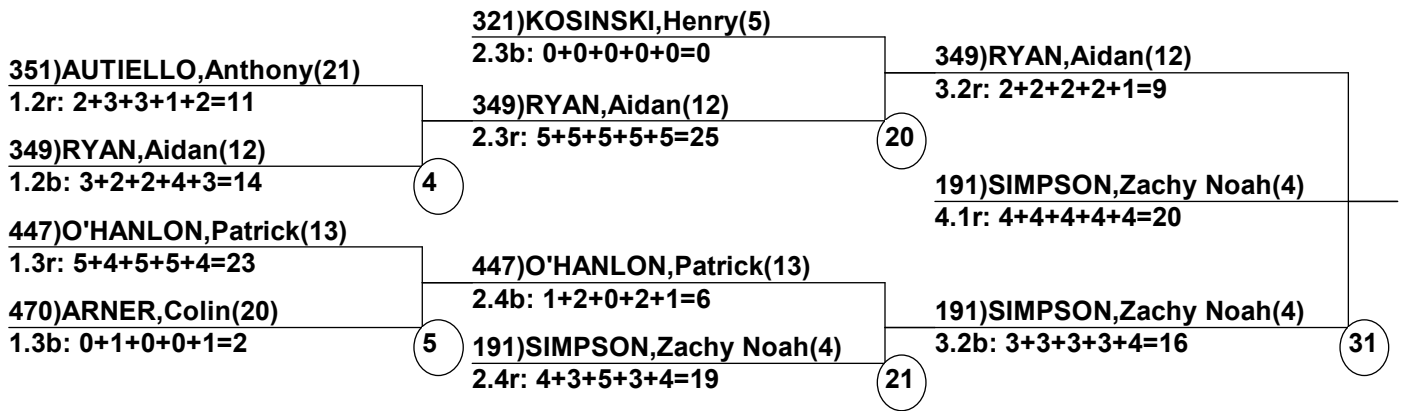 351)AUTIELLO,Anthony(21)
1.2r: 2+3+3+1+2=11
349)RYAN,Aidan(12)
1.2b: 3+2+2+4+3=14
4
447)O'HANLON,Patrick(13)
1.3r: 5+4+5+5+4=23
470)ARNER,Colin(20)
1.3b: 0+1+0+0+1=2
5
321)KOSINSKI,Henry(5)
2.3b: 0+0+0+0+0=0
349)RYAN,Aidan(12)
2.3r: 5+5+5+5+5=25
20
447)O'HANLON,Patrick(13)
2.4b: 1+2+0+2+1=6
191)SIMPSON,Zachy Noah(4)
2.4r: 4+3+5+3+4=19
21
349)RYAN,Aidan(12)
3.2r: 2+2+2+2+1=9
191)SIMPSON,Zachy Noah(4)
4.1r: 4+4+4+4+4=20
191)SIMPSON,Zachy Noah(4)
3.2b: 3+3+3+3+4=16
31